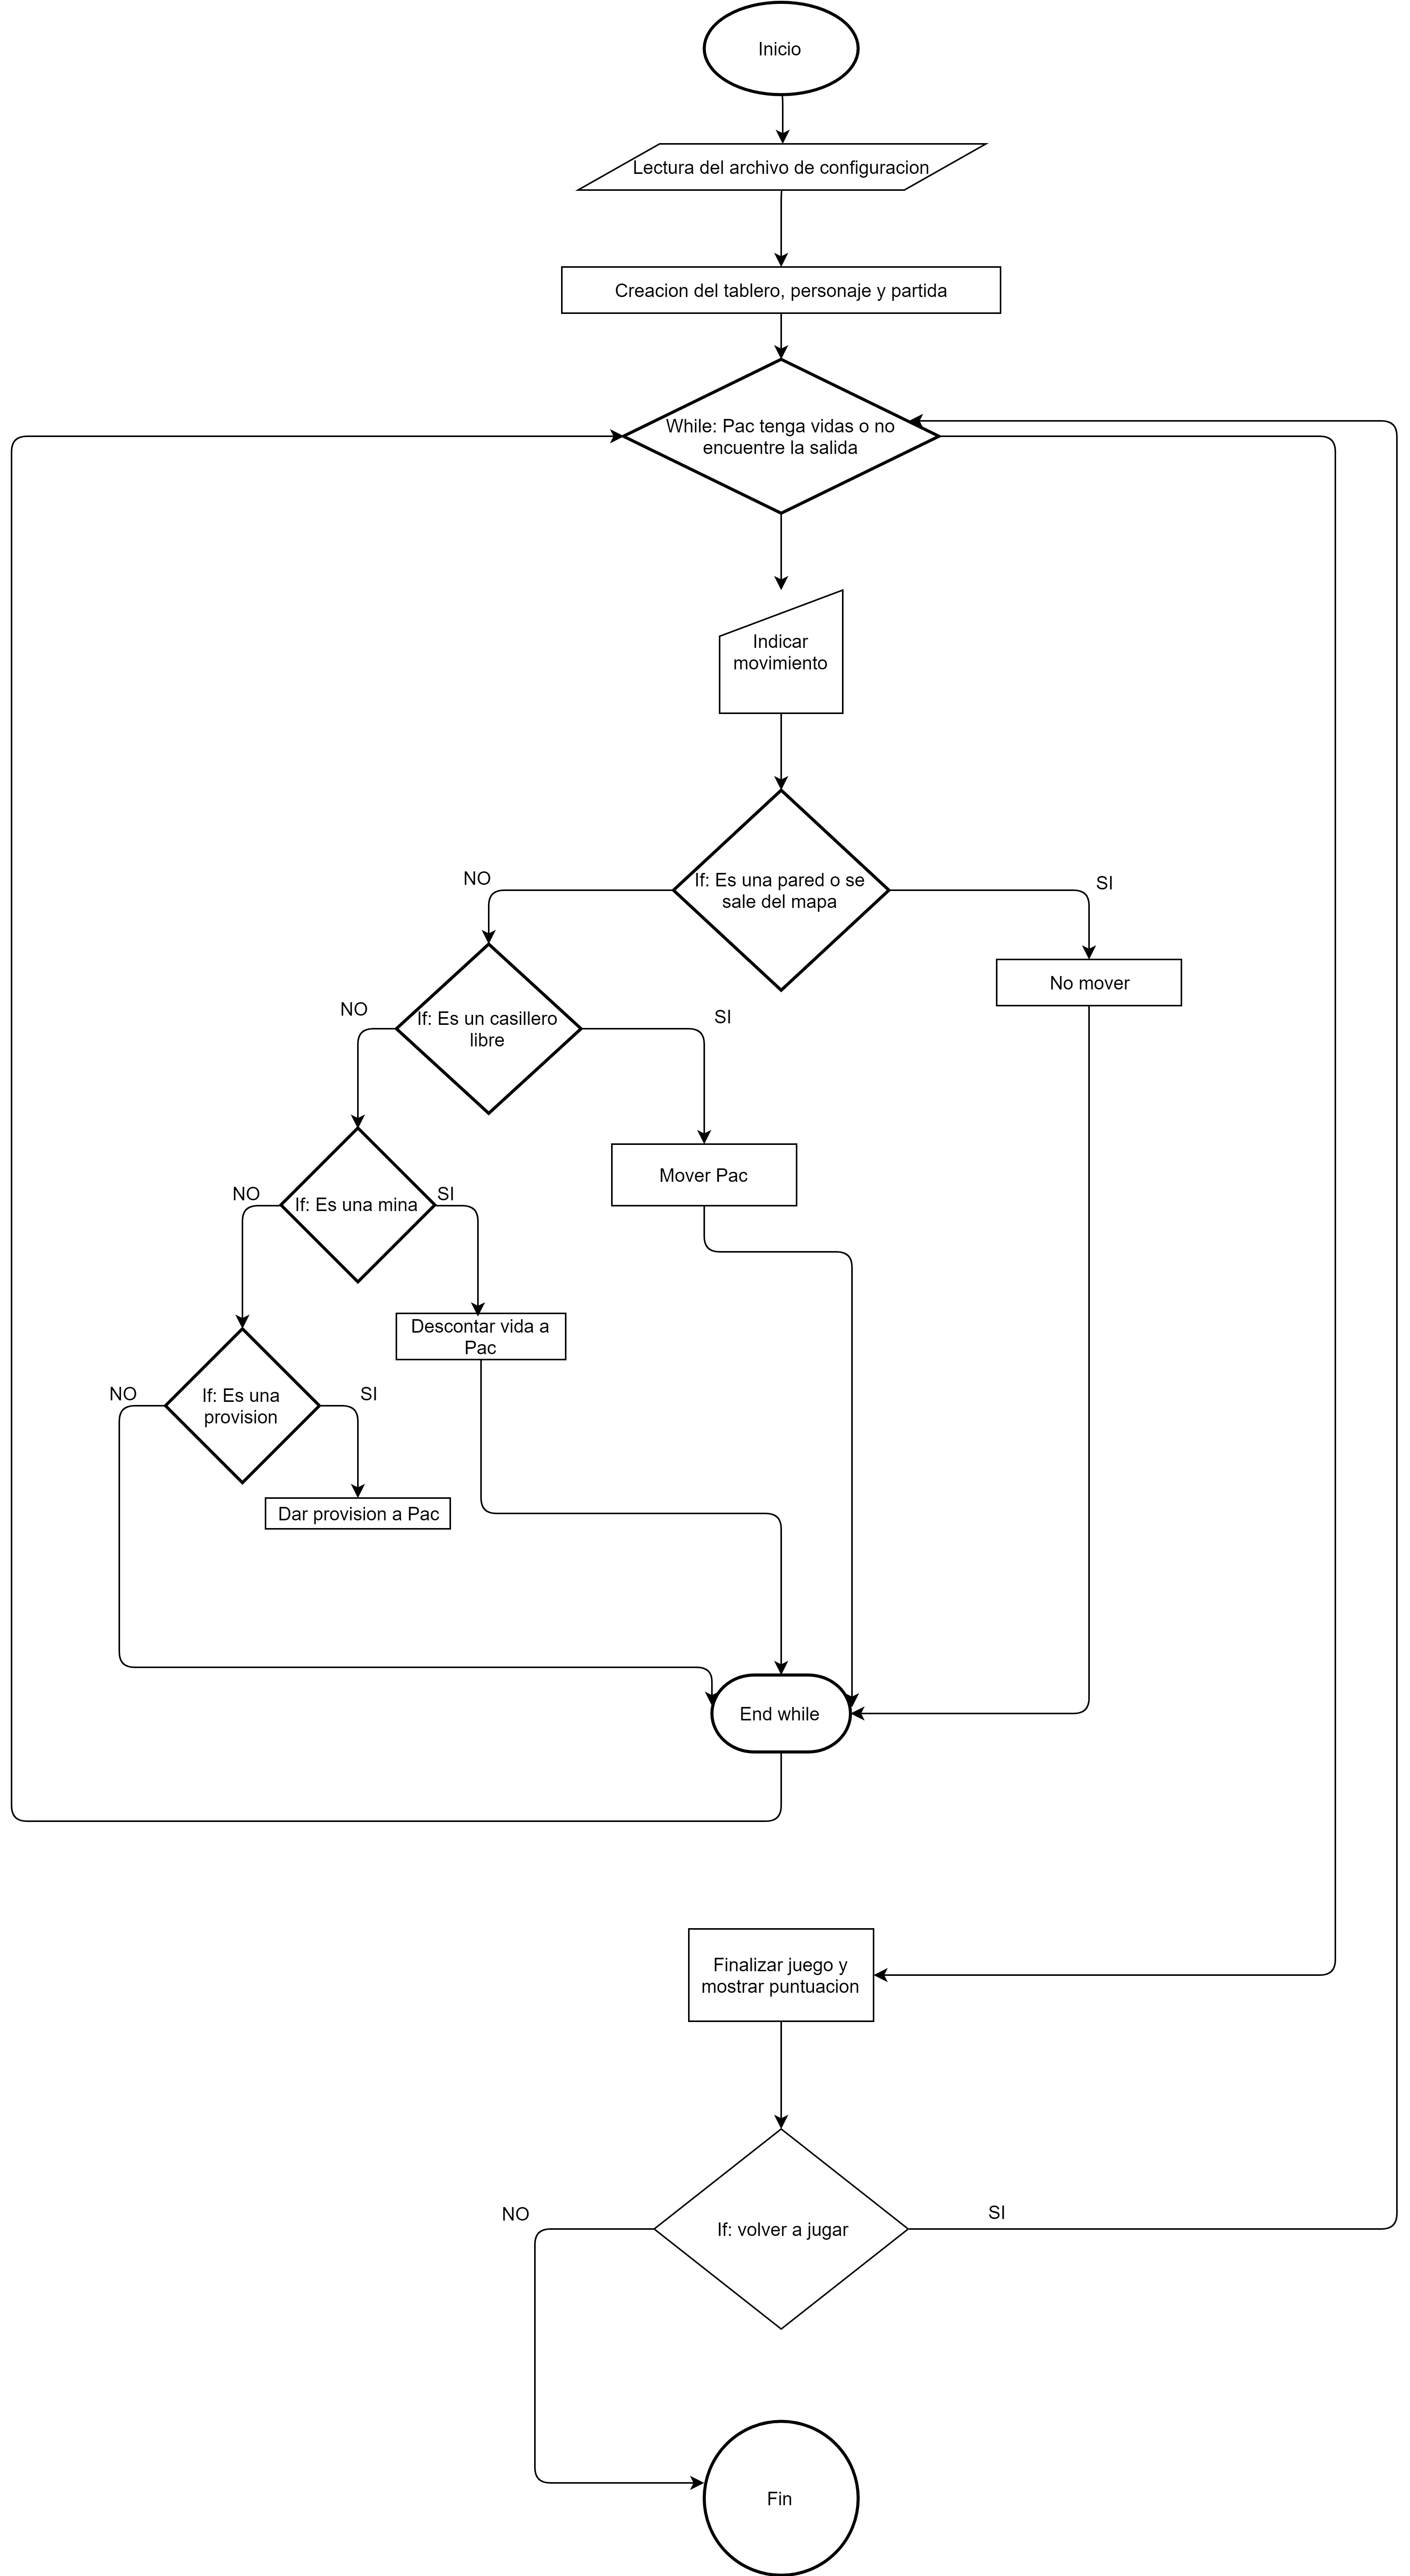 Inicio
Lectura del archivo de configuracion
Creacion del tablero, personaje y partida
While: Pac tenga vidas o no
encuentre la salida
Indicar
movimiento
If: Es una pared o se
sale del mapa
NO
SI
No mover
If: Es un casillero
libre
NO
SI
Mover Pac
If: Es una mina
NO
SI
Descontar vida a
Pac
If: Es una
provision
NO
SI
Dar provision a Pac
End while
Finalizar juego y
mostrar puntuacion
If: volver a jugar
NO
SI
Fin